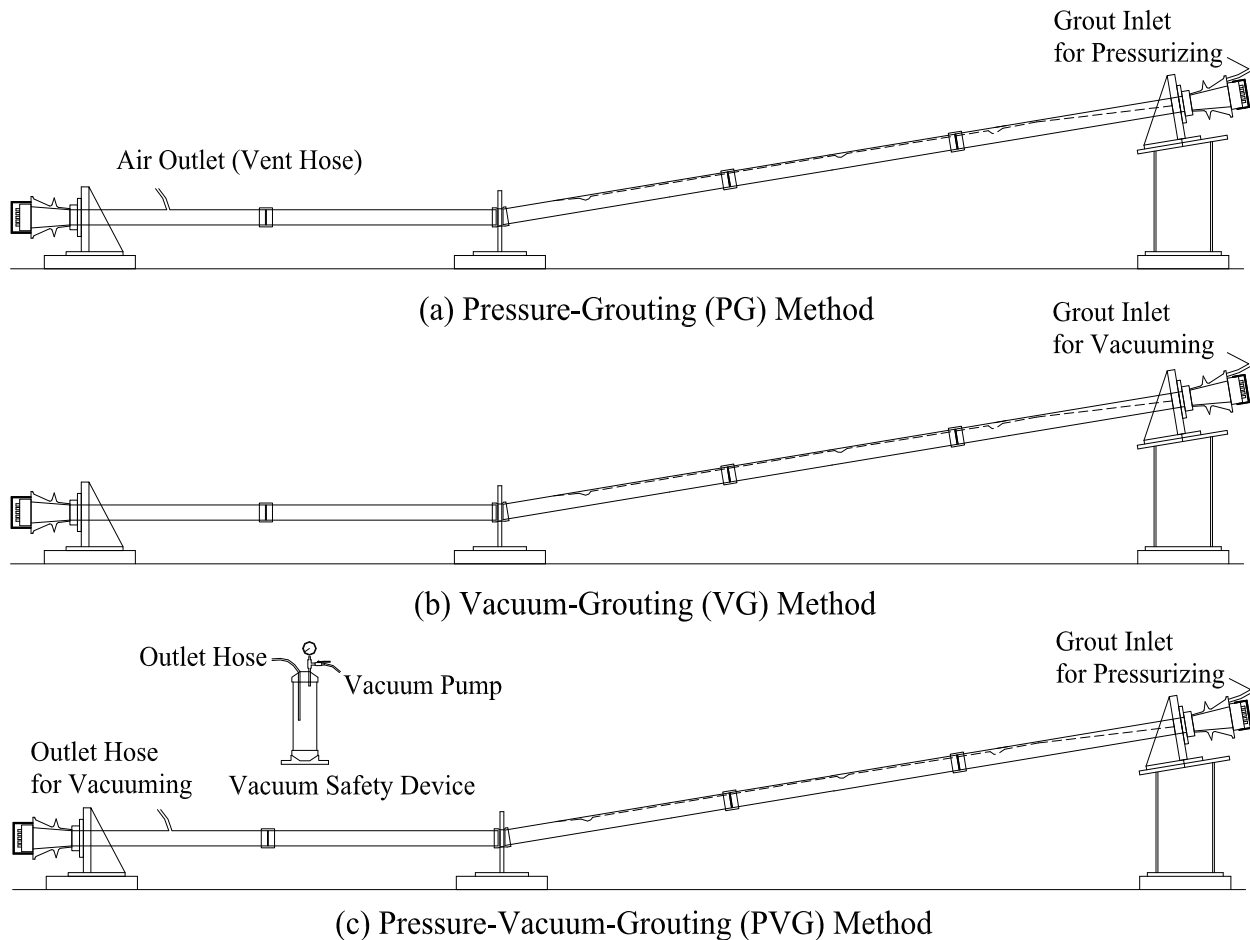 Grout Inlet
for Pressurizing
Air Outlet (Vent Hose)
(a) Pressure-Grouting (PG) Method
Grout Inlet
for Vacuuming
(b) Vacuum-Grouting (VG) Method
Outlet Hose
Vacuum Pump
Grout Inlet
for Pressurizing
Outlet Hose
for Vacuuming
Vacuum Safety Device
(c) Pressure-Vacuum-Grouting (PVG) Method